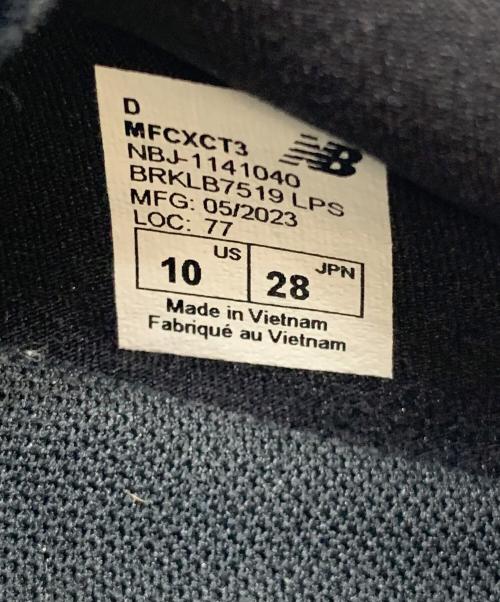 D
MFCXCT3
NB
NBJ-1141040
BRKLB7519 LPS
MFG: 05/2023
LOC: 77
10 US 28 JPN
Made in Vietnam
Fabriqué au Vietnam